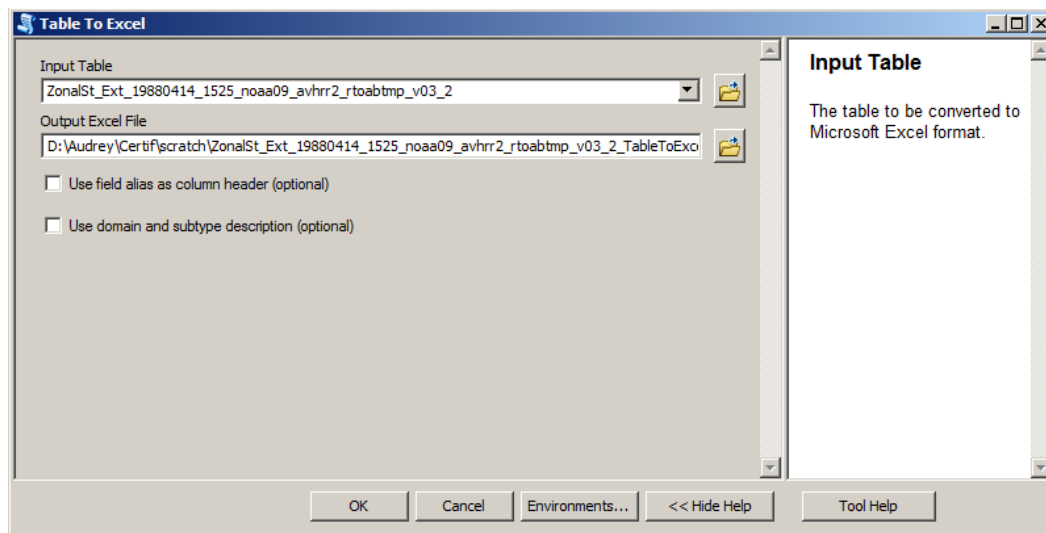 Table To Excel
Input Table
ZonalSt_Ext_19880414_1525_noaa09_avhrr2_rtoabtmp_v03_2
Output Excel File
D:\Audrey\Certif\scratch\ZonalSt_Ext_19880414_1525_noaa09_avhrr2_rtoabtmp_v03_2_TableToExc
Use field alias as column header (optional)
Use domain and subtype description (optional)
OK
Cancel
Environments...
<< Hide Help
Input Table
The table to be converted to
Microsoft Excel format.
Tool Help